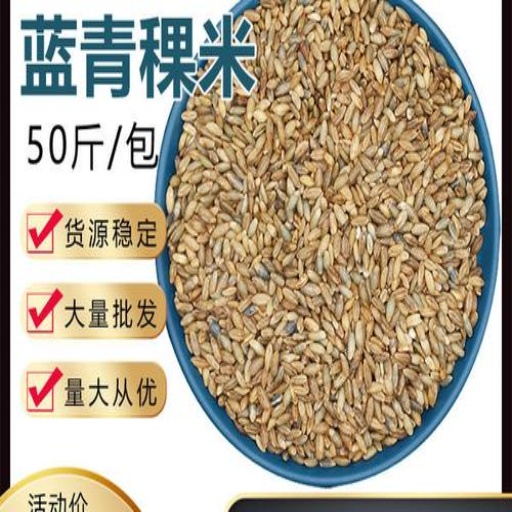 蓝青稞米
50斤/包
货源稳定
大量批发
量大从优
活动价